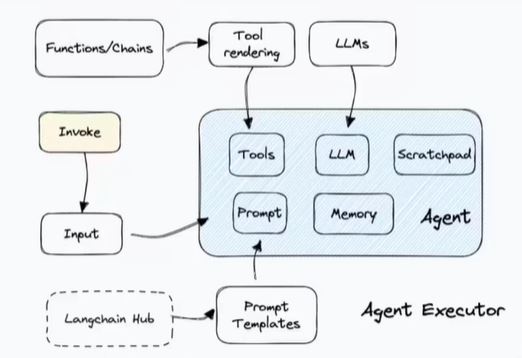 Functions/Chains
Tool
rendering
LLMs
Invoke
Tools
LLM
Scratchpad
Input
Prompt
Memory
Agent
Langchain Hub
Prompt
Templates
Agent Executor